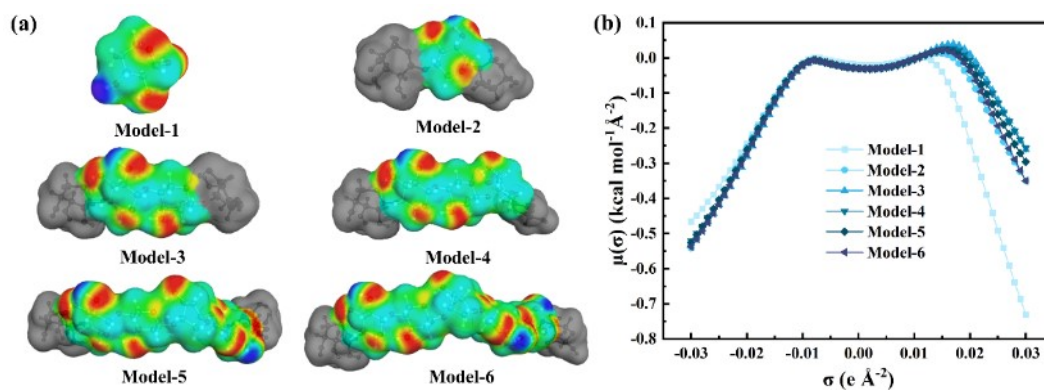 (a)
Model-1
Model-2
Model-3
Model-4
Model-5
Model-6
(b)
μ(σ) (kcal mol⁻¹ Å⁻²)
0.1
0.0
-0.1
-0.2
-0.3
-0.4
-0.5
-0.6
-0.7
-0.8
Model-1
Model-2
Model-3
Model-4
Model-5
Model-6
-0.03 -0.02 -0.01 0.00 0.01 0.02 0.03
σ (e Å⁻²)